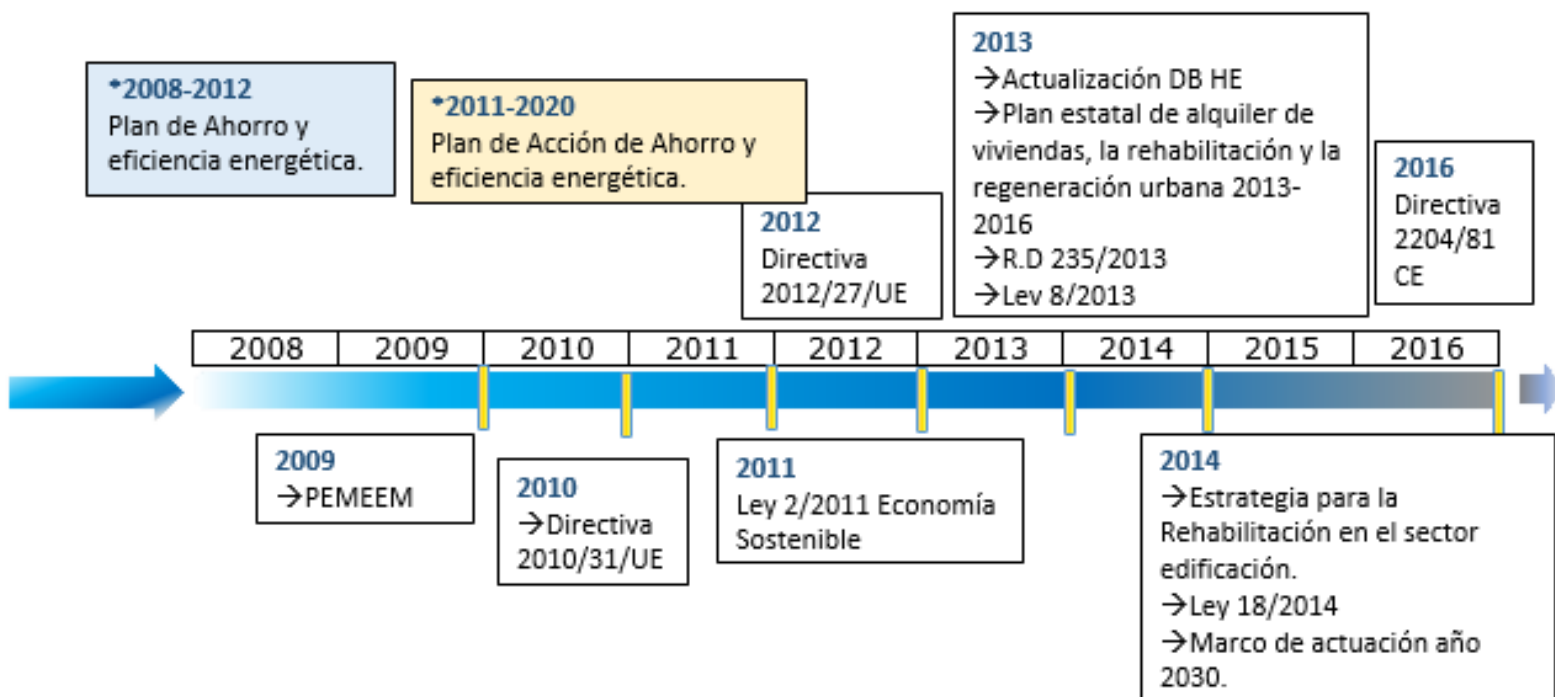 *2008-2012
Plan de Ahorro y
eficiencia energética.
*2011-2020
Plan de Acción de Ahorro y
eficiencia energética.
2012
Directiva
2012/27/UE
2013
→Actualización DB HE
→Plan estatal de alquiler de
viviendas, la rehabilitación y la
regeneración urbana 2013-
2016
→R.D 235/2013
→Lev 8/2013
2016
Directiva
2204/81
CE
2008 2009 2010 2011 2012 2013 2014 2015 2016
2009
→PEMEEM
2010
→Directiva
2010/31/UE
2011
Ley 2/2011 Economía
Sostenible
2014
→Estrategia para la
Rehabilitación en el sector
edificación.
→Ley 18/2014
→Marco de actuación año
2030.